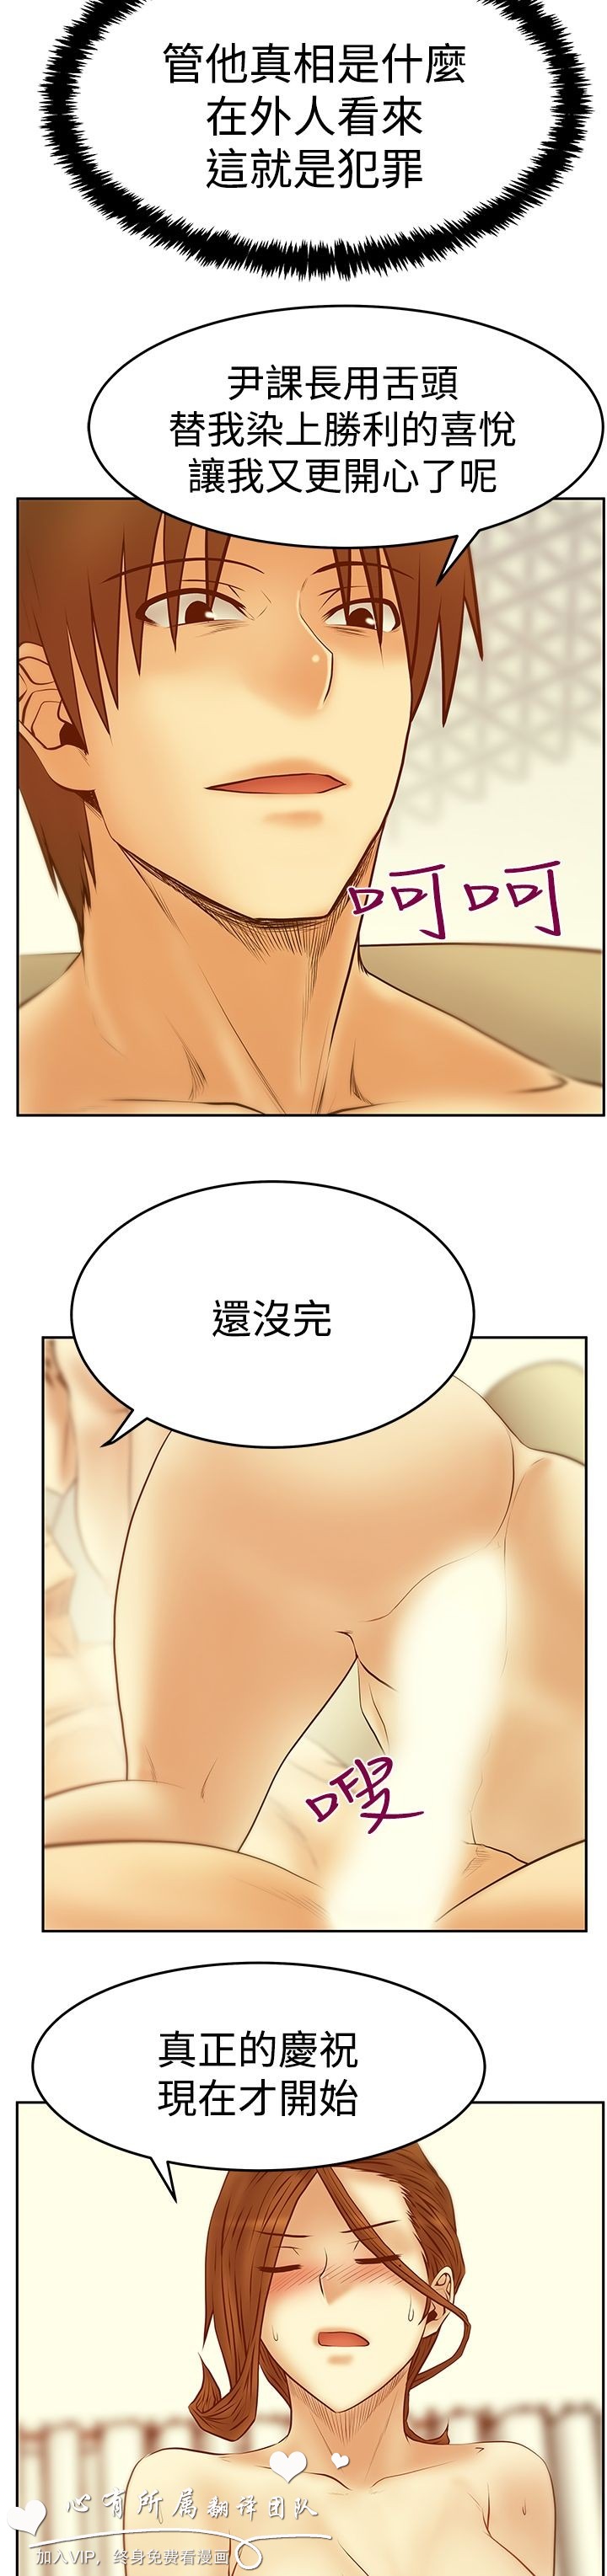 管他真相是什麼
在外人看來
這就是犯罪
尹課長用舌頭
替我染上勝利的喜悅
讓我又更開心了呢
呵呵
還沒完
嗖
真正的慶祝
現在才開始
心有所属翻译团队
加入VIP，终身免费看漫画